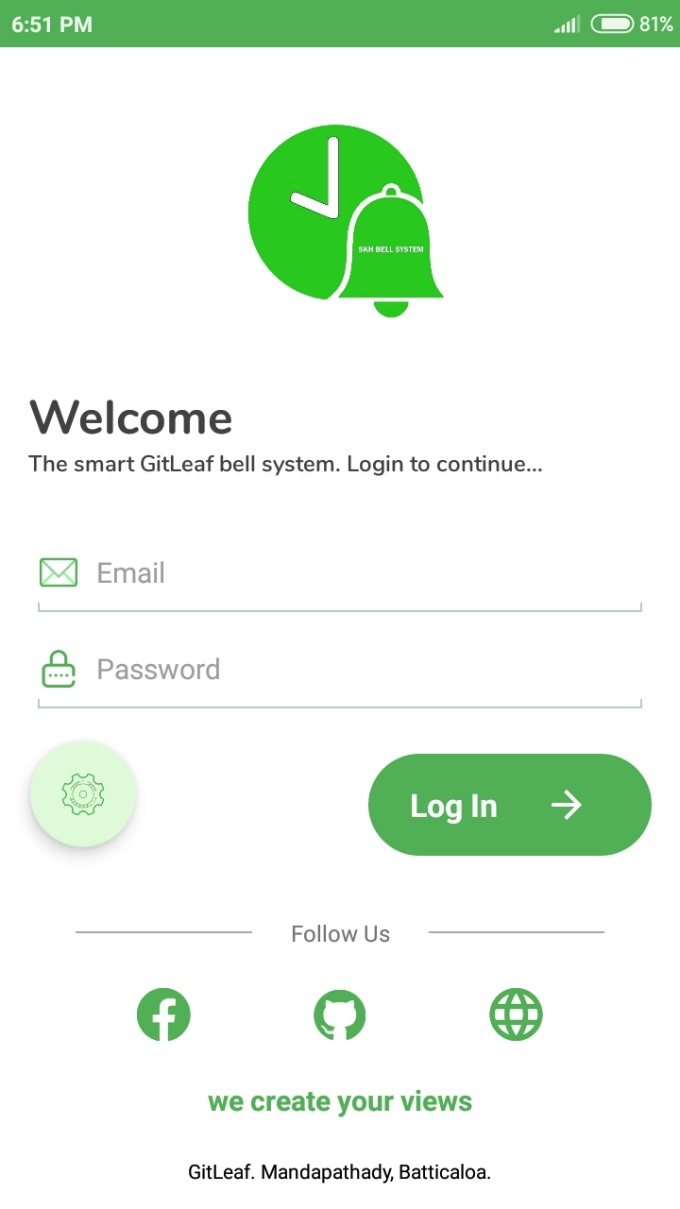 6:51 PM 81%
SKH BELL SYSTEM
Welcome
The smart GitLeaf bell system. Login to continue...
Email
Password
Log In
Follow Us
we create your views
GitLeaf. Mandapathady, Batticaloa.